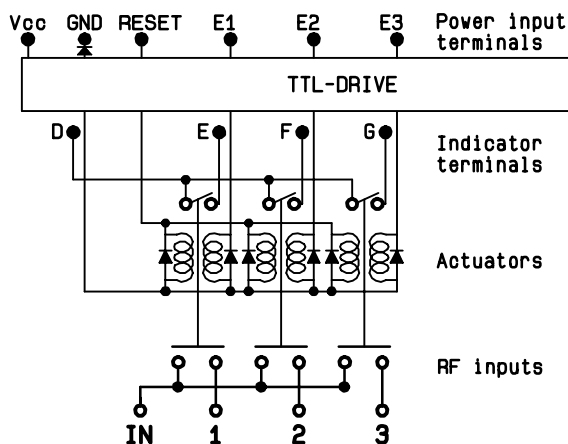 Vcc GND RESET E1 E2 E3 Power input
terminals
TTL-DRIVE
D E F G Indicator
terminals
Actuators
RF inputs
IN 1 2 3